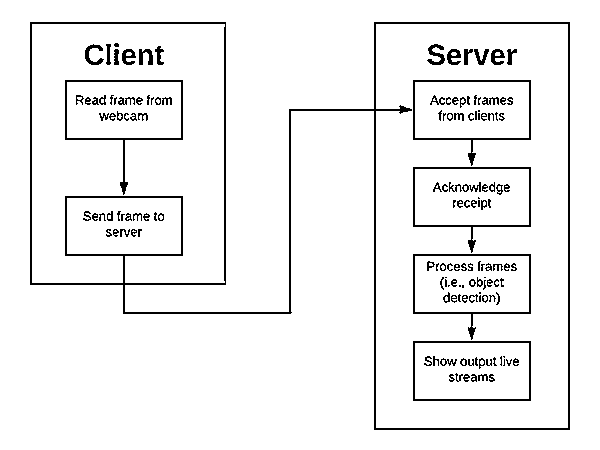 Client
Read frame from
webcam
Send frame to
server
Server
Accept frames
from clients
Acknowledge
receipt
Process frames
(i.e., object
detection)
Show output live
streams